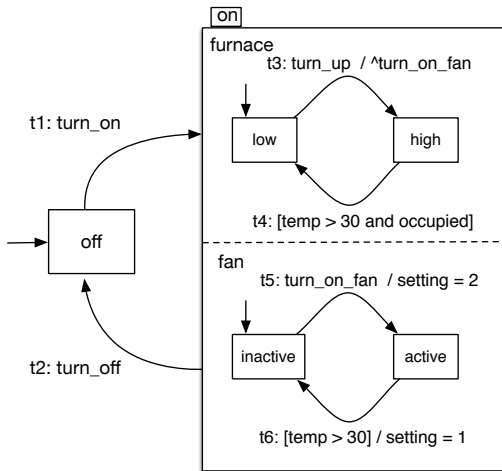 on
furnace
t3: turn_up / ^turn_on_fan
t1: turn_on
low
high
t4: [temp > 30 and occupied]
off
fan
t5: turn_on_fan / setting = 2
inactive
active
t2: turn_off
t6: [temp > 30] / setting = 1